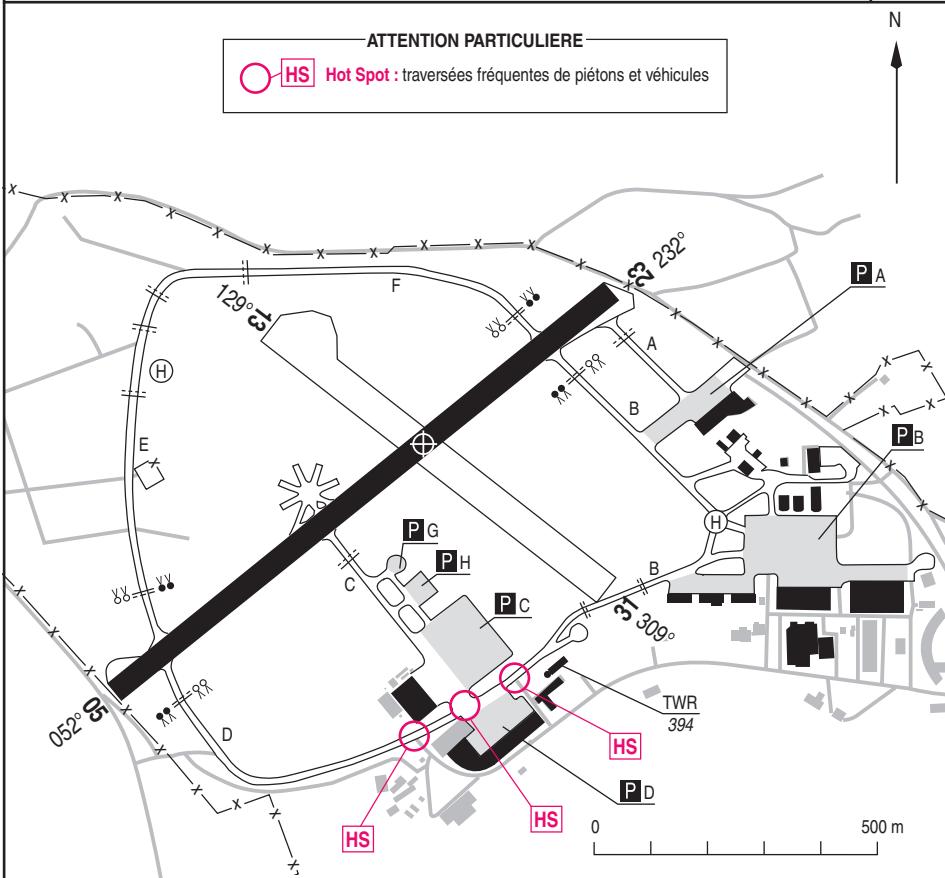 N
ATTENTION PARTICULIERE
HS Hot Spot : traversées fréquentes de piétons et véhicules
23 232°
P A
F
129° 13
A
H
B
P B
E
P G
H
P H
C
B
P C
31 309°
TWR
394
052° 05
D
HS
P D
HS
HS
0 500 m